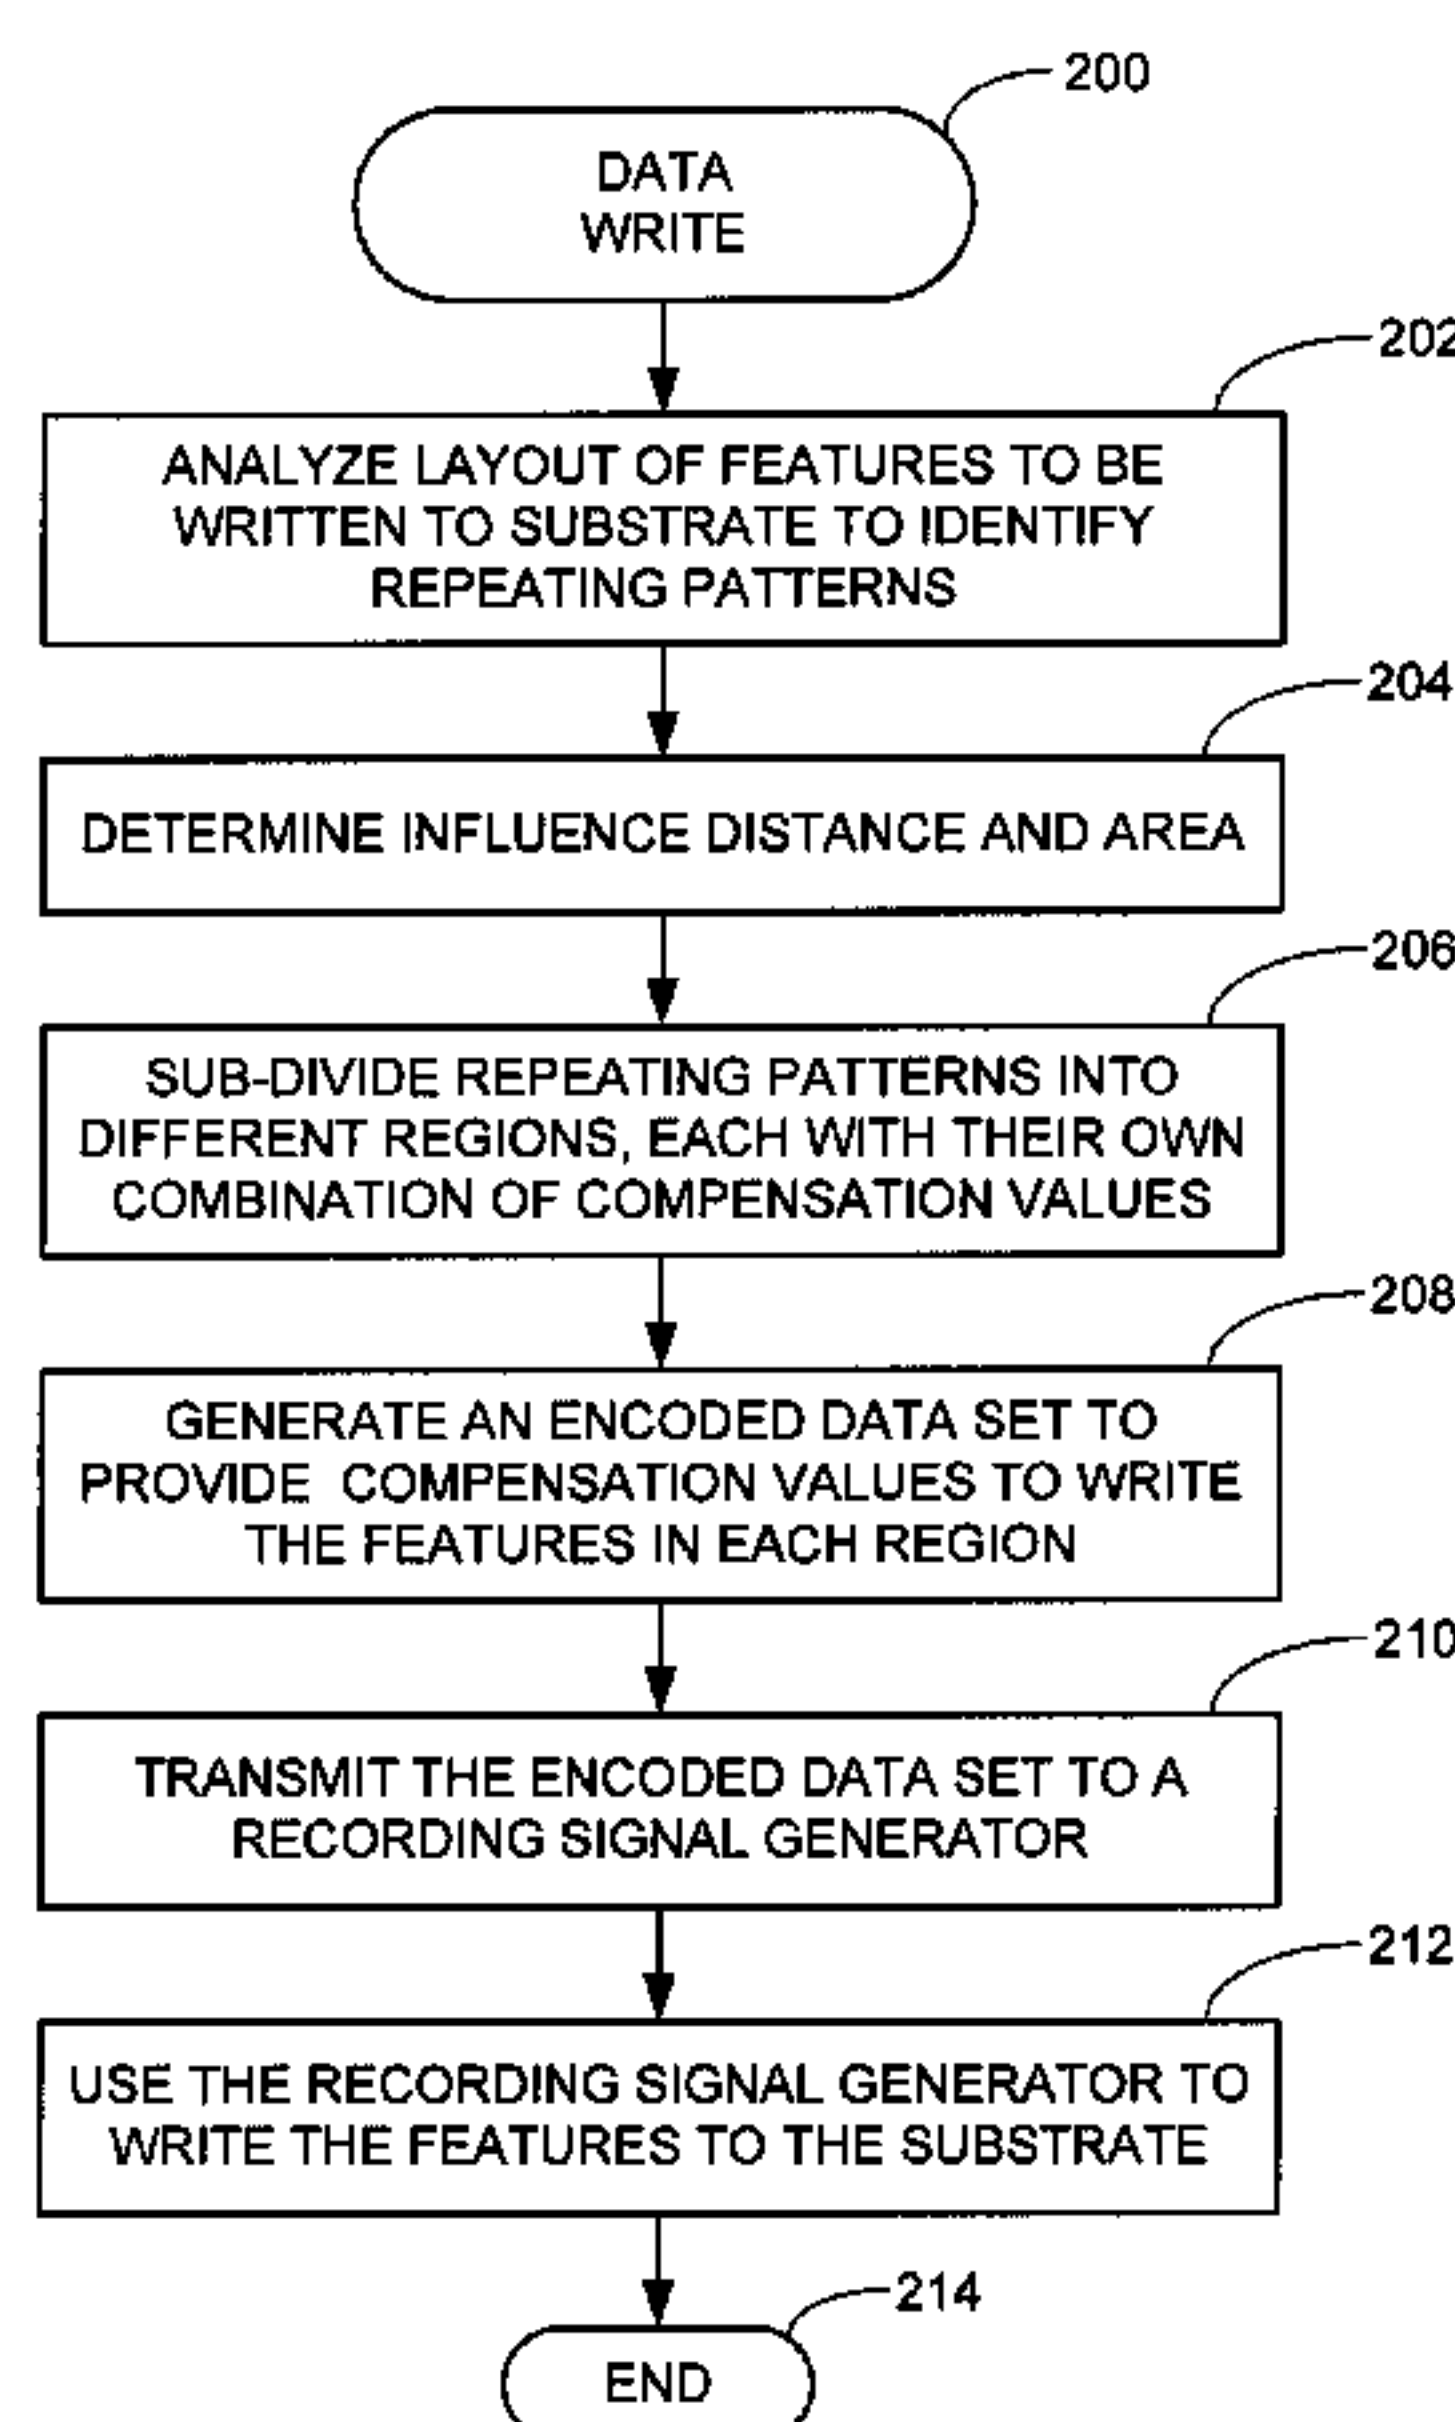 200
DATA
WRITE
202
ANALYZE LAYOUT OF FEATURES TO BE
WRITTEN TO SUBSTRATE TO IDENTIFY
REPEATING PATTERNS
204
DETERMINE INFLUENCE DISTANCE AND AREA
206
SUB-DIVIDE REPEATING PATTERNS INTO
DIFFERENT REGIONS, EACH WITH THEIR OWN
COMBINATION OF COMPENSATION VALUES
208
GENERATE AN ENCODED DATA SET TO
PROVIDE COMPENSATION VALUES TO WRITE
THE FEATURES IN EACH REGION
210
TRANSMIT THE ENCODED DATA SET TO A
RECORDING SIGNAL GENERATOR
212
USE THE RECORDING SIGNAL GENERATOR TO
WRITE THE FEATURES TO THE SUBSTRATE
214
END